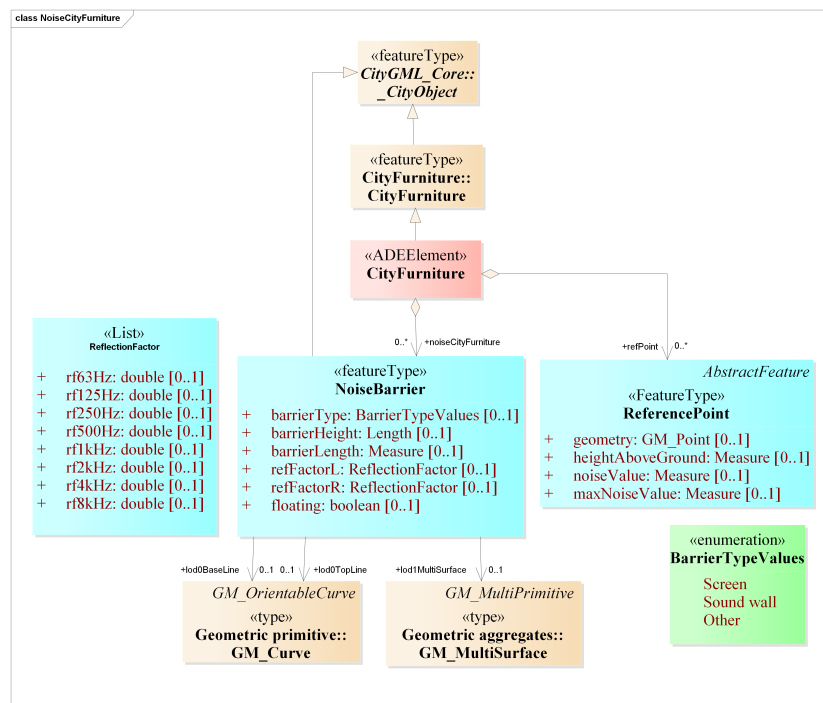 class NoiseCityFurniture
«featureType»
CityGML_Core::
_CityObject
«featureType»
CityFurniture::
CityFurniture
«ADEElement»
CityFurniture
0..* +noiseCityFurniture
+refPoint 0..*
«List»
ReflectionFactor
+ rf63Hz: double [0..1]
+ rf125Hz: double [0..1]
+ rf250Hz: double [0..1]
+ rf500Hz: double [0..1]
+ rf1kHz: double [0..1]
+ rf2kHz: double [0..1]
+ rf4kHz: double [0..1]
+ rf8kHz: double [0..1]
«featureType»
NoiseBarrier
+ barrierType: BarrierTypeValues [0..1]
+ barrierHeight: Length [0..1]
+ barrierLength: Measure [0..1]
+ refFactorL: ReflectionFactor [0..1]
+ refFactorR: ReflectionFactor [0..1]
+ floating: boolean [0..1]
AbstractFeature
«FeatureType»
ReferencePoint
+ geometry: GM_Point [0..1]
+ heightAboveGround: Measure [0..1]
+ noiseValue: Measure [0..1]
+ maxNoiseValue: Measure [0..1]
«enumeration»
BarrierTypeValues
Screen
Sound wall
Other
+lod0BaseLine 0..1 0..1 +lod0TopLine
+lod1MultiSurface 0..1
GM_OrientableCurve
«type»
Geometric primitive::
GM_Curve
GM_MultiPrimitive
«type»
Geometric aggregates::
GM_MultiSurface